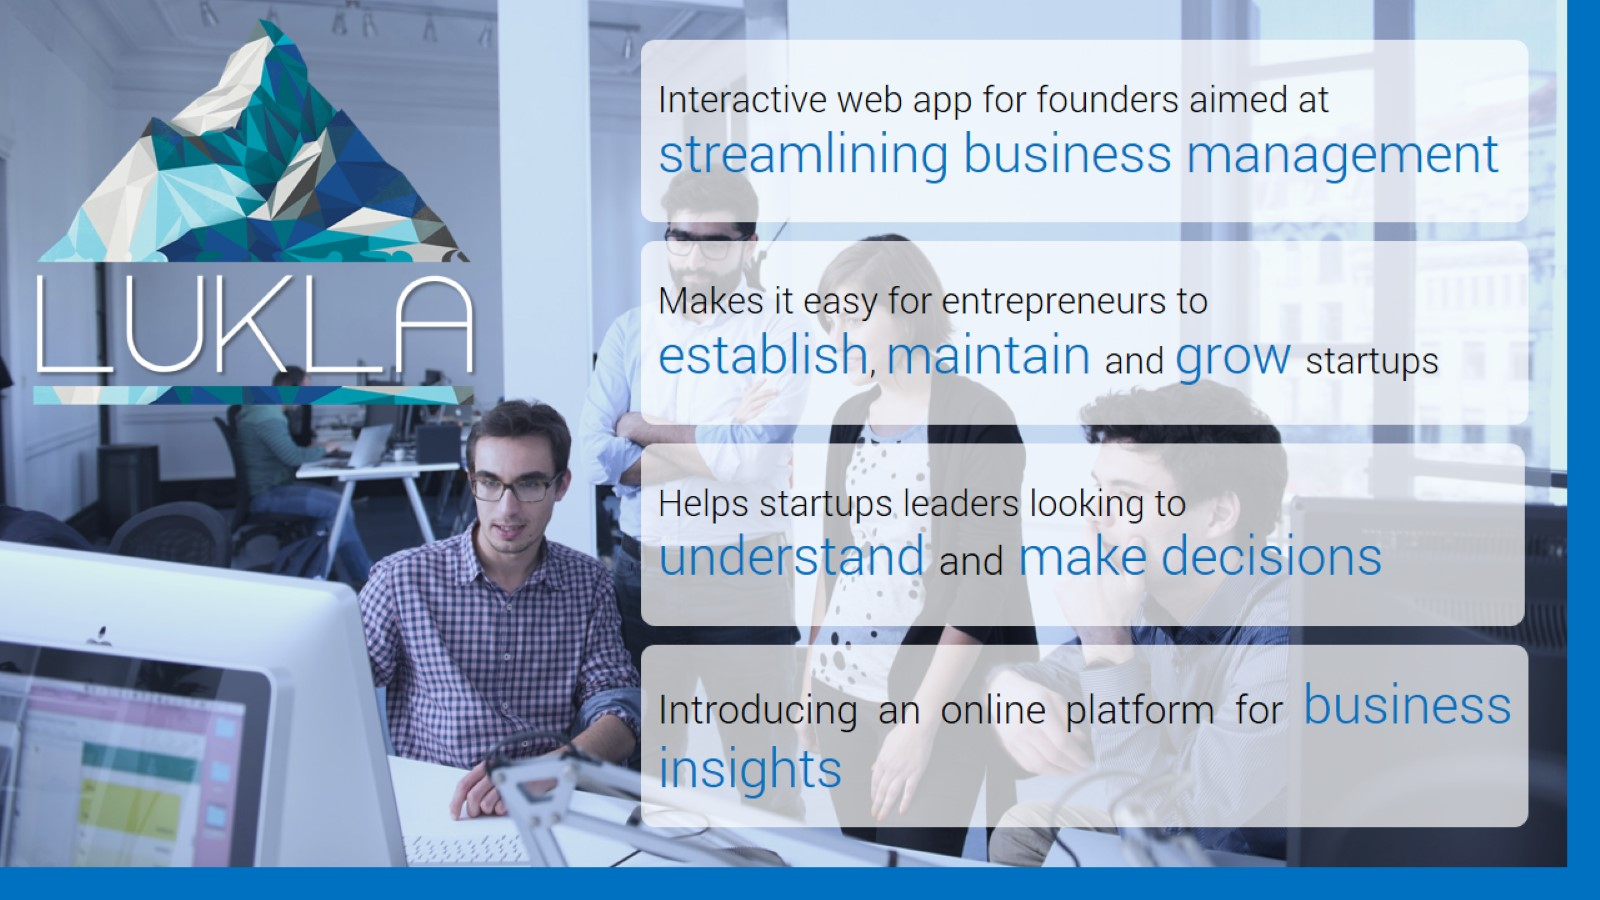 LUKLA
Interactive web app for founders aimed at
streamlining business management
Makes it easy for entrepreneurs to
establish, maintain and grow startups
Helps startups leaders looking to
understand and make decisions
Introducing an online platform for business
insights